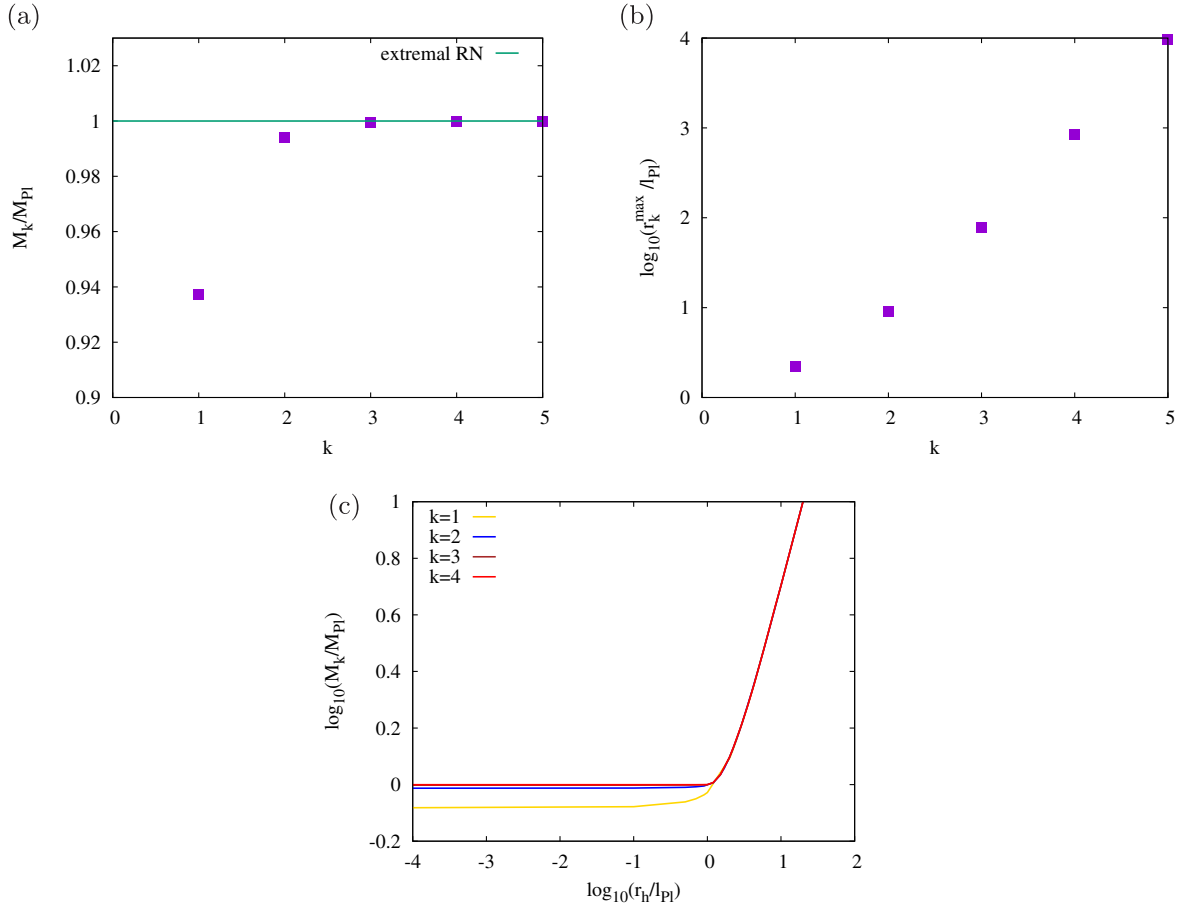 (a)
1.02
1
0.98
0.96
0.94
0.92
0.9
0 1 2 3 4 5
M_k/M_Pl
k
extremal RN
(b)
4
3
2
1
0
0 1 2 3 4 5
log_10(r_k^max/l_Pl)
k
(c)
k=1
k=2
k=3
k=4
1
0.8
0.6
0.4
0.2
0
-0.2
-4 -3 -2 -1 0 1 2
log_10(M_k/M_Pl)
log_10(r_h/l_Pl)